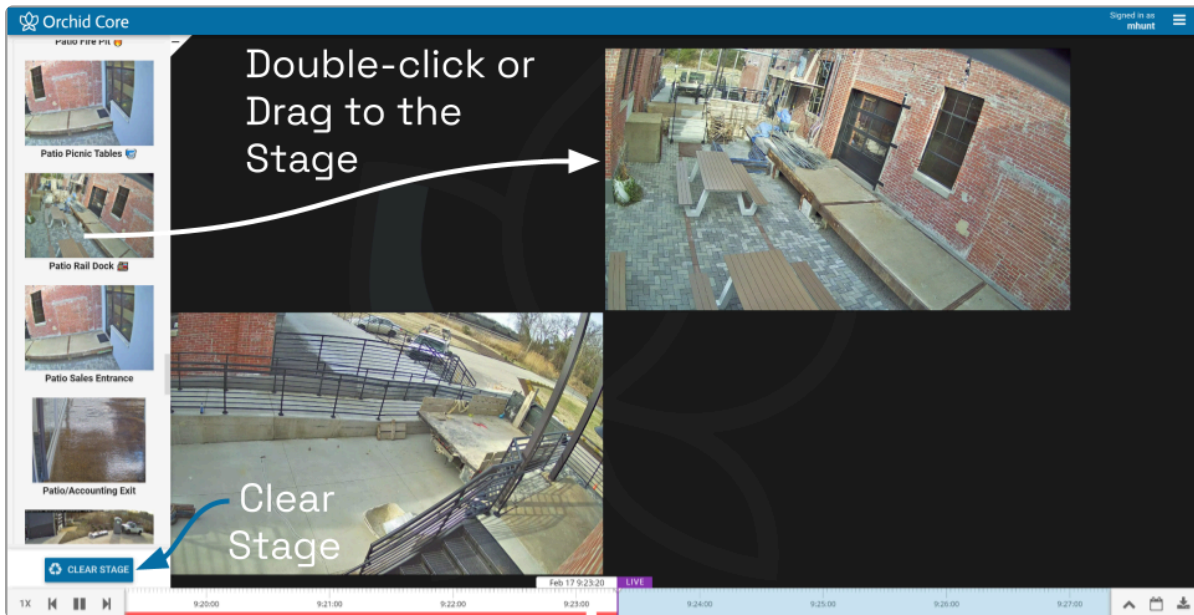 Orchid Core
Signed in as
mhunt
Patio Fire Pit 🔥
Double-click or
Drag to the
Stage
Patio Picnic Tables
Patio Rail Dock
Patio Sales Entrance
Patio/Accounting Exit
Clear
Stage
CLEAR STAGE
Feb 17 9:23:20 LIVE
1X 9:20:00 9:21:00 9:22:00 9:23:00 9:24:00 9:25:00 9:26:00 9:27:00